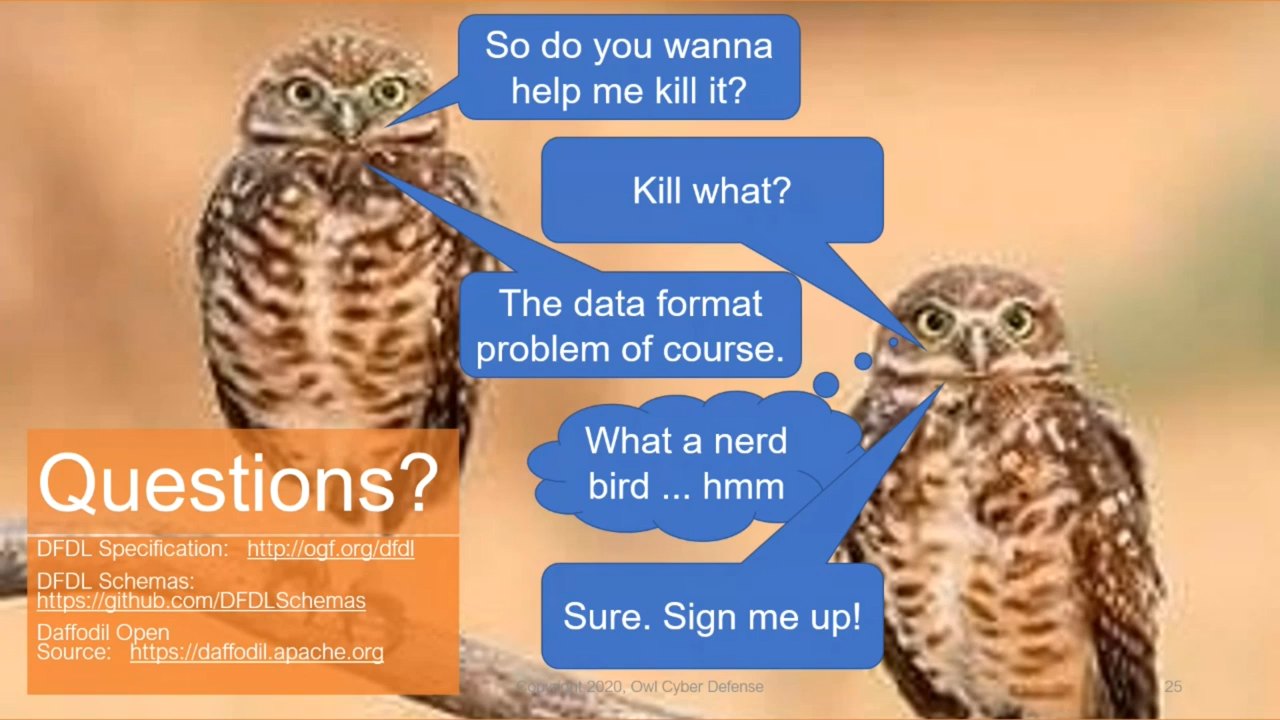 So do you wanna
help me kill it?
Kill what?
The data format
problem of course.
What a nerd
bird ... hmm
Sure. Sign me up!
Questions?
DFDL Specification: http://ogf.org/dfdl
DFDL Schemas:
https://github.com/DFDLSchemas
Daffodil Open
Source: https://daffodil.apache.org
Copyright 2020, Owl Cyber Defense
25